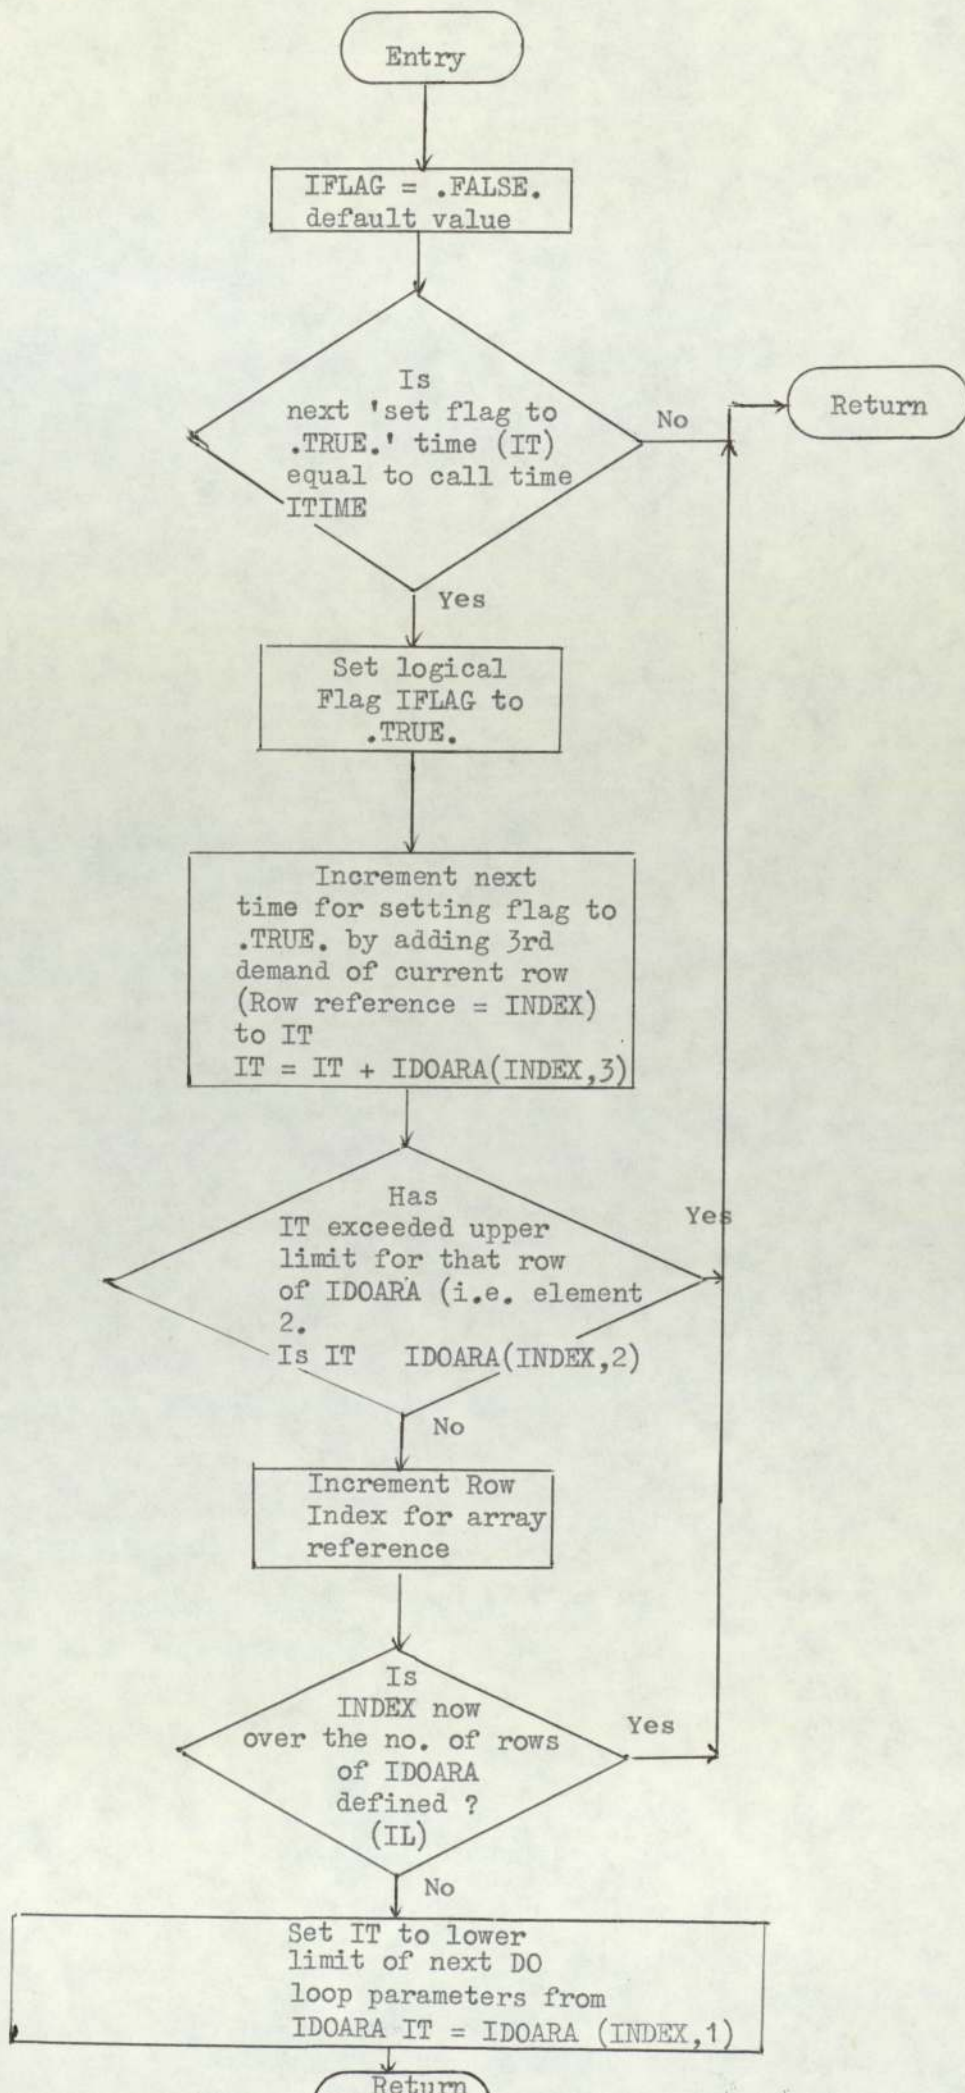 Entry
IFLAG = .FALSE.
default value
Is
next 'set flag to
.TRUE.' time (IT)
equal to call time
ITIME
No
Return
Yes
Set logical
Flag IFLAG to
.TRUE.
Increment next
time for setting flag to
.TRUE. by adding 3rd
demand of current row
(Row reference = INDEX)
to IT
IT = IT + IDOARA(INDEX,3)
Has
IT exceeded upper
limit for that row
of IDOARA (i.e. element
2.
Is IT IDOARA(INDEX,2)
Yes
No
Increment Row
Index for array
reference
Is
INDEX now
over the no. of rows
of IDOARA
defined ?
(IL)
Yes
No
Set IT to lower
limit of next DO
loop parameters from
IDOARA IT = IDOARA (INDEX,1)
Return